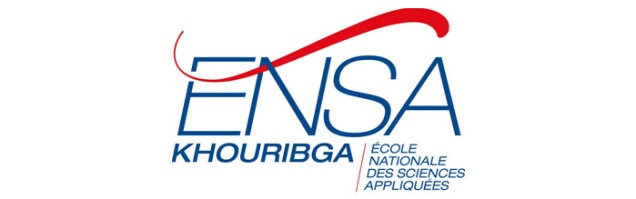 ENSA
KHOURIBGA
ÉCOLE
NATIONALE
DES SCIENCES
APPLIQUÉES